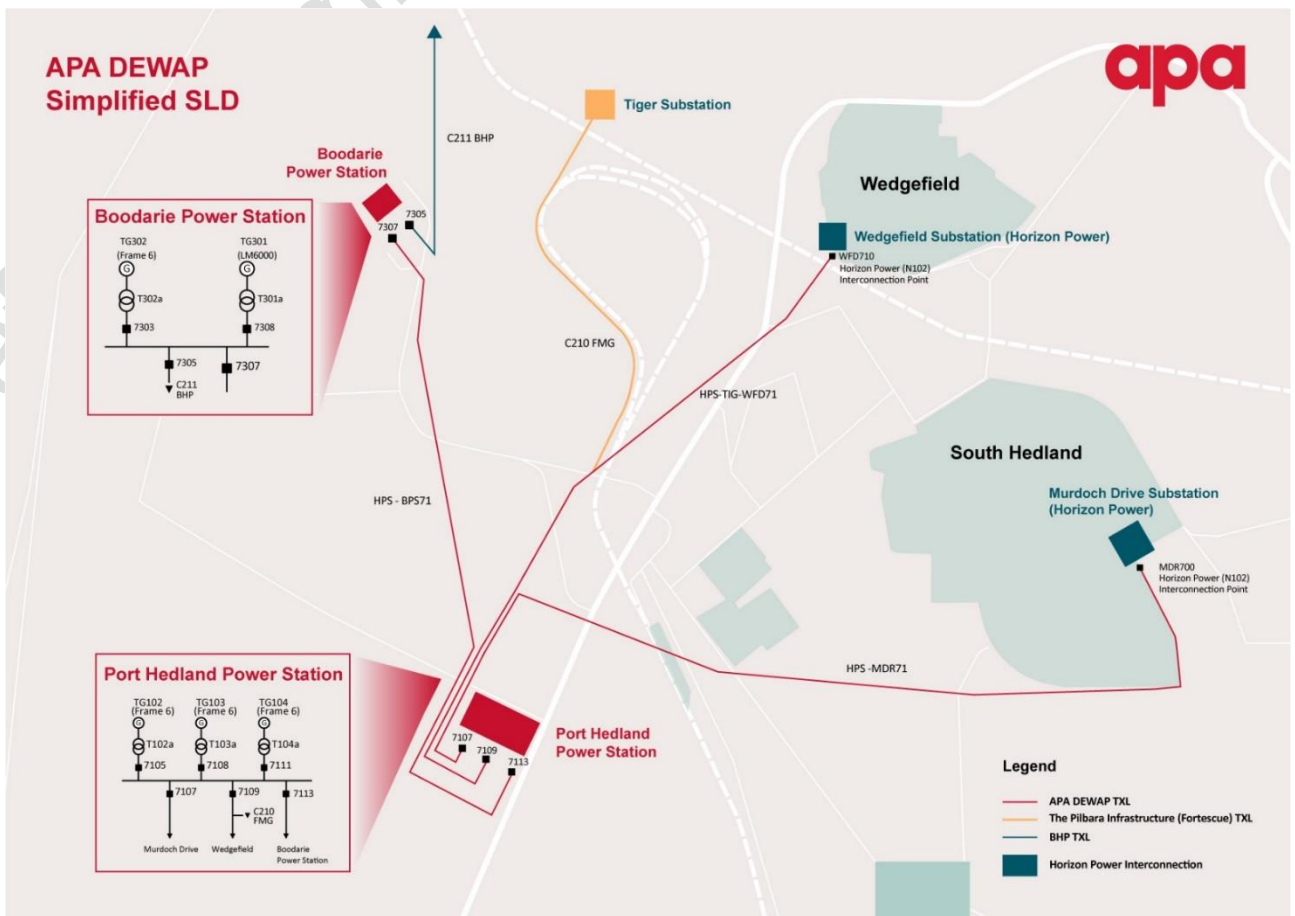 APA DEWAP
Simplified SLD
apa
Tiger Substation
C211 BHP
Boodarie
Power Station
7305
7307
Wedgefield
Wedgefield Substation (Horizon Power)
WFD710
Horizon Power (N102)
Interconnection Point
Boodarie Power Station
TG302
(Frame 6)
TG301
(LM6000)
G
G
T302a
T301a
7303
7308
7305
7307
C211
BHP
C210 FMG
HPS-TIG-WFD71
South Hedland
Murdoch Drive Substation
(Horizon Power)
MDR700
Horizon Power (N102)
Interconnection Point
HPS - BPS71
HPS -MDR71
Port Hedland Power Station
TG102
(Frame 6)
TG103
(Frame 6)
TG104
(Frame 6)
G
G
G
T102a
T103a
T104a
7105
7108
7111
7107
7109
7113
C210
FMG
Murdoch Drive
Wedgefield
Boodarie
Power Station
7107
7109
7113
Port Hedland
Power Station
Legend
APA DEWAP TXL
The Pilbara Infrastructure (Fortescue) TXL
BHP TXL
Horizon Power Interconnection